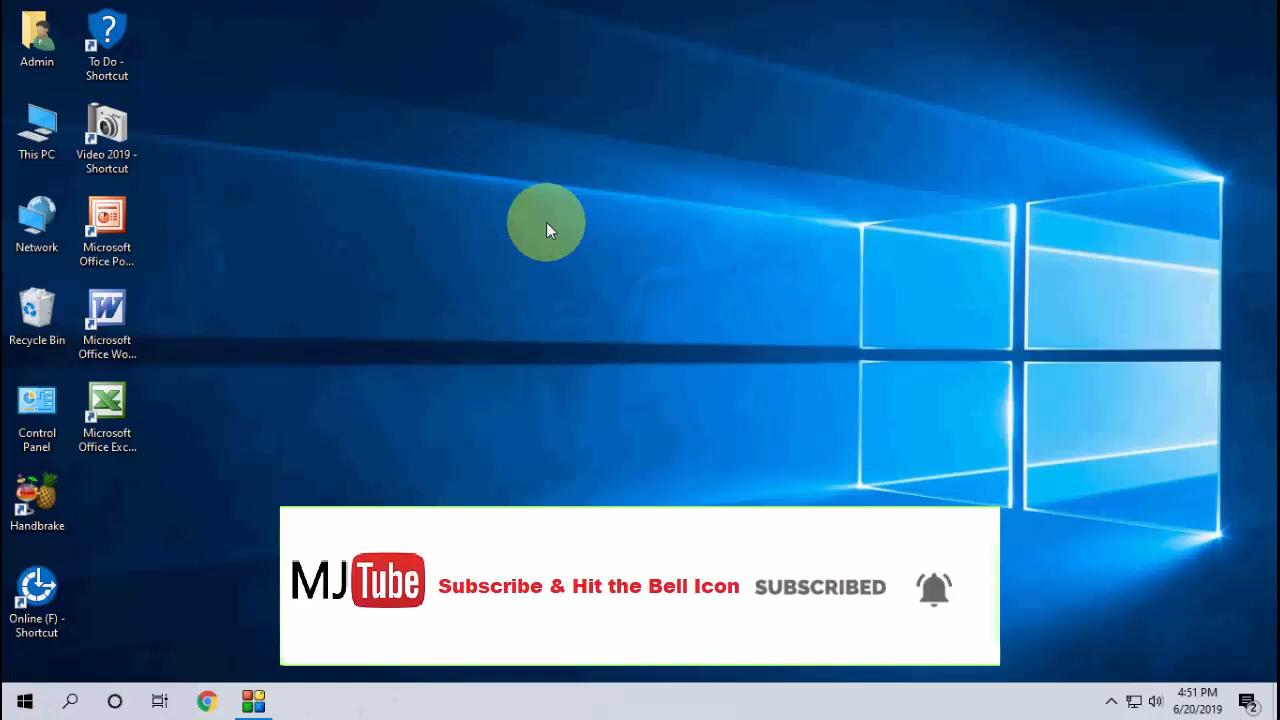 Admin
To Do -
Shortcut
This PC
Video 2019 -
Shortcut
Network
Microsoft
Office Po...
Recycle Bin
Microsoft
Office Wo...
Control
Panel
Microsoft
Office Exc...
Handbrake
Online (F) -
Shortcut
MJTube Subscribe & Hit the Bell Icon SUBSCRIBED
4:51 PM
6/20/2019
2